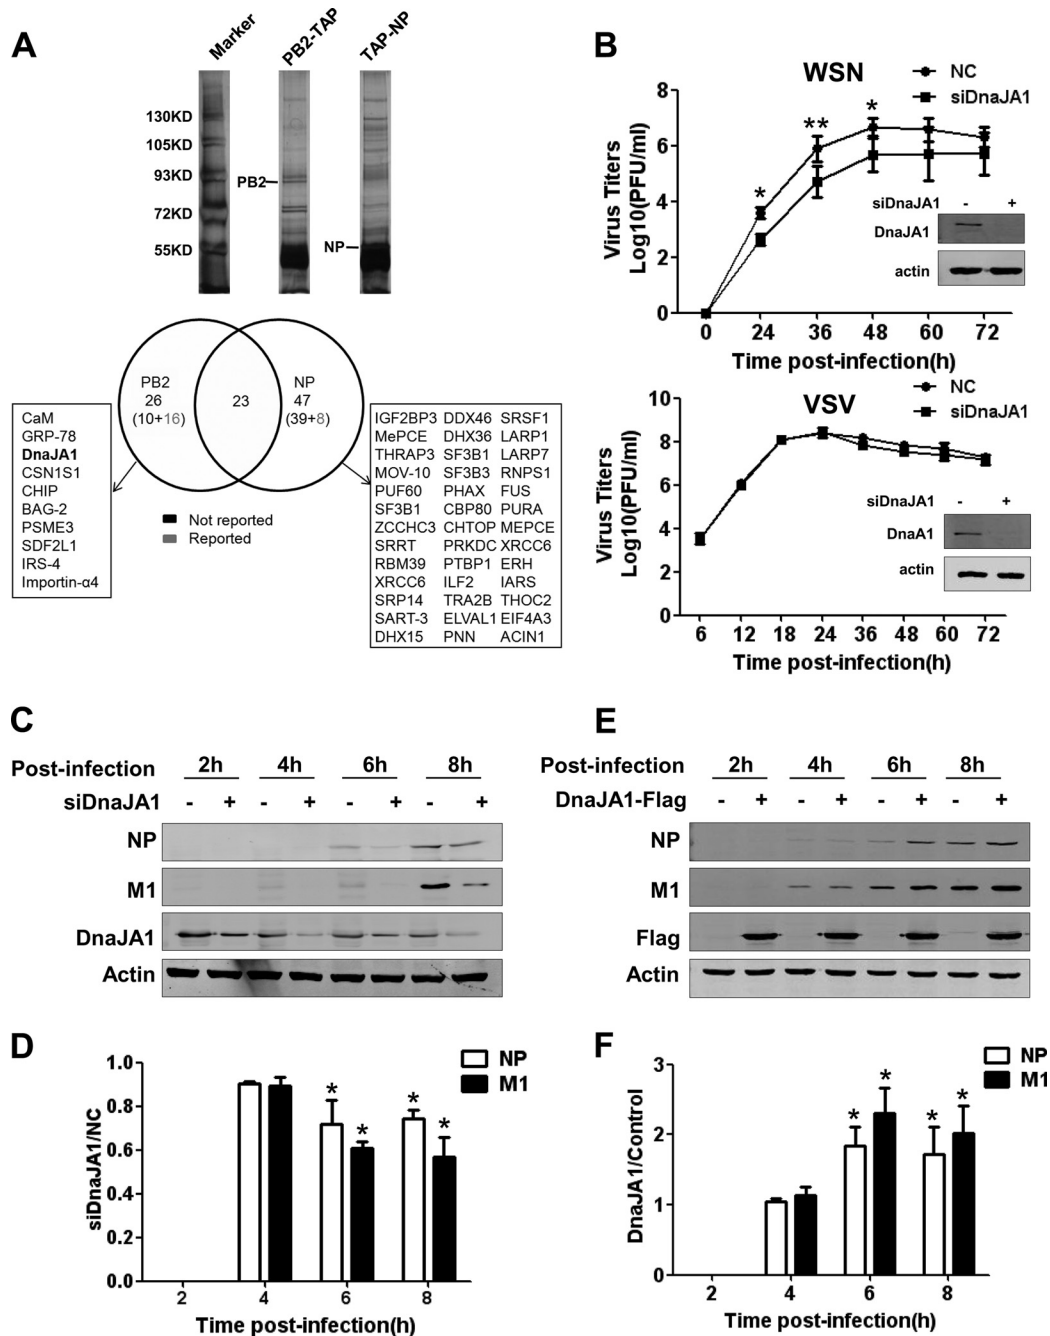 A
Marker
PB2-TAP
TAP-NP
130KD
105KD
93KD
72KD
55KD
PB2
NP
PB2
26
(10+16)
23
NP
47
(39+8)
CaM
GRP-78
DnaJA1
CSN1S1
CHIP
BAG-2
PSME3
SDF2L1
IRS-4
Importin-α4
Not reported
Reported
IGF2BP3 DDX46 SRSF1
MePCE DHX36 LARP1
THRAP3 SF3B1 LARP7
MOV-10 SF3B3 RNPS1
PUF60 PHAX FUS
SF3B1 CBP80 PURA
ZCCHC3 CHTOP MEPCE
SRRT PRKDC XRCC6
RBM39 PTBP1 ERH
XRCC6 ILF2 IARS
SRP14 TRA2B THOC2
SART-3 ELVAL1 EIF4A3
DHX15 PNN ACIN1
B
WSN
NC
siDnaJA1
Virus Titers
Log10(PFU/ml)
8
6
4
2
0
*
**
*
siDnaJA1 - +
DnaJA1
actin
0 24 36 48 60 72
Time post-infection(h)
VSV
NC
siDnaJA1
Virus Titers
Log10(PFU/ml)
10
8
6
4
2
0
siDnaJA1 - +
DnaA1
actin
6 12 18 24 36 48 60 72
Time post-infection(h)
C
Post-infection 2h 4h 6h 8h
siDnaJA1 - + - + - + - +
NP
M1
DnaJA1
Actin
E
Post-infection 2h 4h 6h 8h
DnaJA1-Flag - + - + - + - +
NP
M1
Flag
Actin
D
NP
M1
siDnaJA1/NC
1.0
0.8
0.6
0.4
0.2
0.0
* * * *
2 4 6 8
Time post-infection(h)
F
NP
M1
DnaJA1/Control
3
2
1
0
* * * *
2 4 6 8
Time post-infection(h)